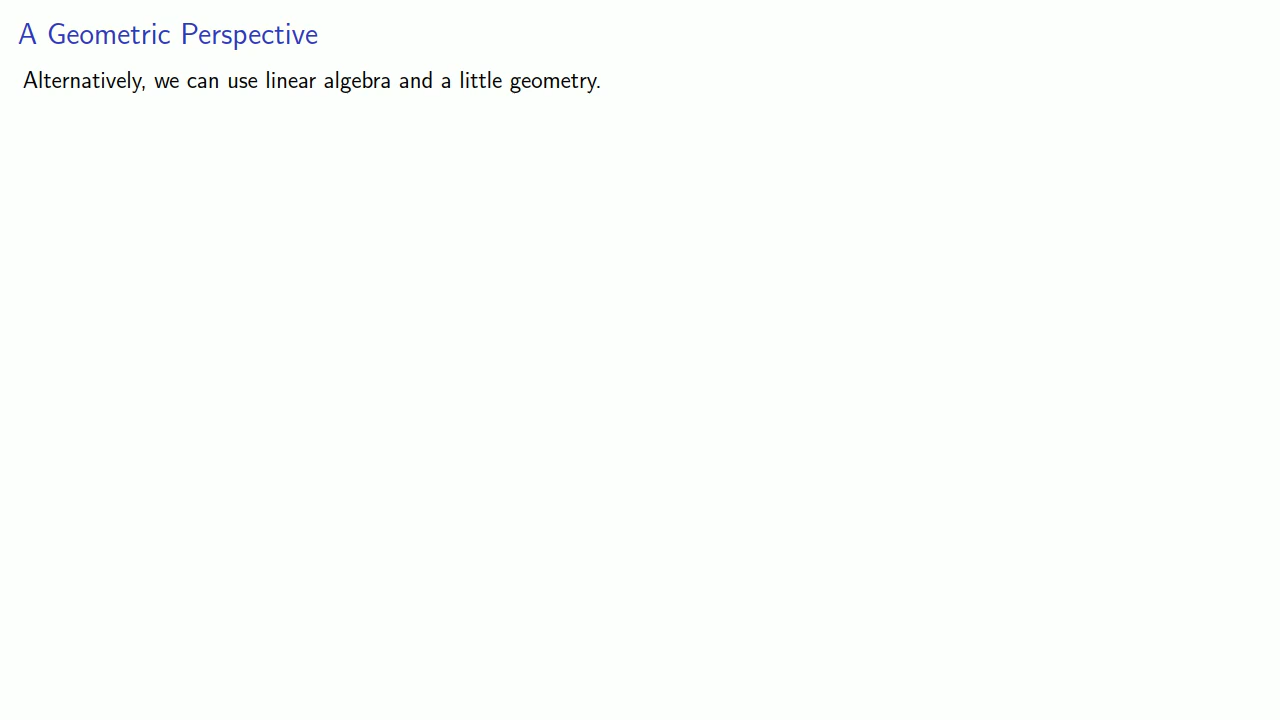 A Geometric Perspective
Alternatively, we can use linear algebra and a little geometry.